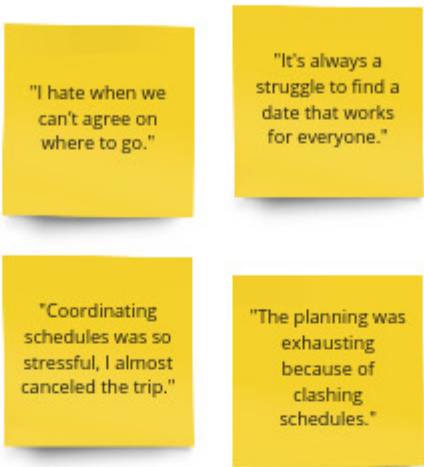 "I hate when we
can't agree on
where to go."
"It's always a
struggle to find a
date that works
for everyone."
"Coordinating
schedules was so
stressful, I almost
canceled the trip."
"The planning was
exhausting
because of
clashing
schedules."